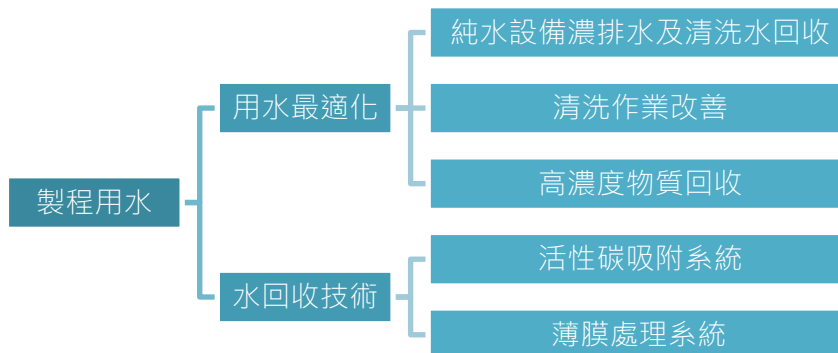 製程用水
用水最適化
純水設備濃排水及清洗水回收
清洗作業改善
高濃度物質回收
水回收技術
活性碳吸附系統
薄膜處理系統